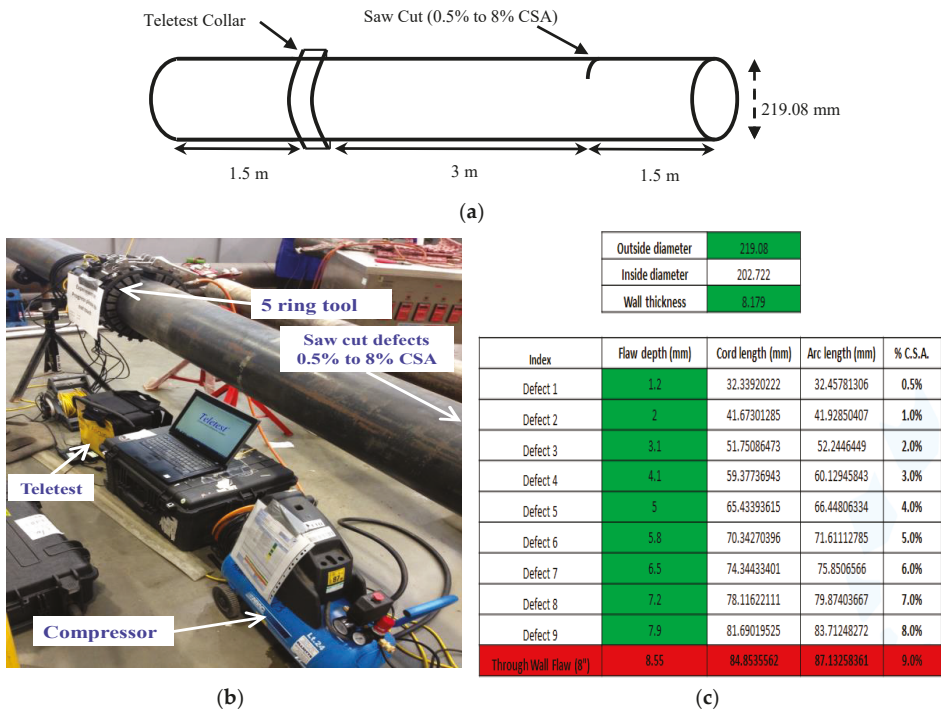 Teletest Collar
Saw Cut (0.5% to 8% CSA)
219.08 mm
1.5 m
3 m
1.5 m
(a)
5 ring tool
Saw cut defects
0.5% to 8% CSA
Teletest
Teletest
Compressor
Lt.24
(b)
Outside diameter 219.08
Inside diameter 202.722
Wall thickness 8.179
Index Flaw depth (mm) Cord length (mm) Arc length (mm) % C.S.A.
Defect 1 1.2 32.33920222 32.45781306 0.5%
Defect 2 2 41.67301285 41.92850407 1.0%
Defect 3 3.1 51.75086473 52.2446449 2.0%
Defect 4 4.1 59.37736943 60.12945843 3.0%
Defect 5 5 65.43393615 66.44806334 4.0%
Defect 6 5.8 70.34270396 71.61112785 5.0%
Defect 7 6.5 74.34433401 75.8506566 6.0%
Defect 8 7.2 78.11622111 79.87403667 7.0%
Defect 9 7.9 81.69019525 83.71248272 8.0%
Through Wall Flaw (8") 8.55 84.8535562 87.13258361 9.0%
(c)